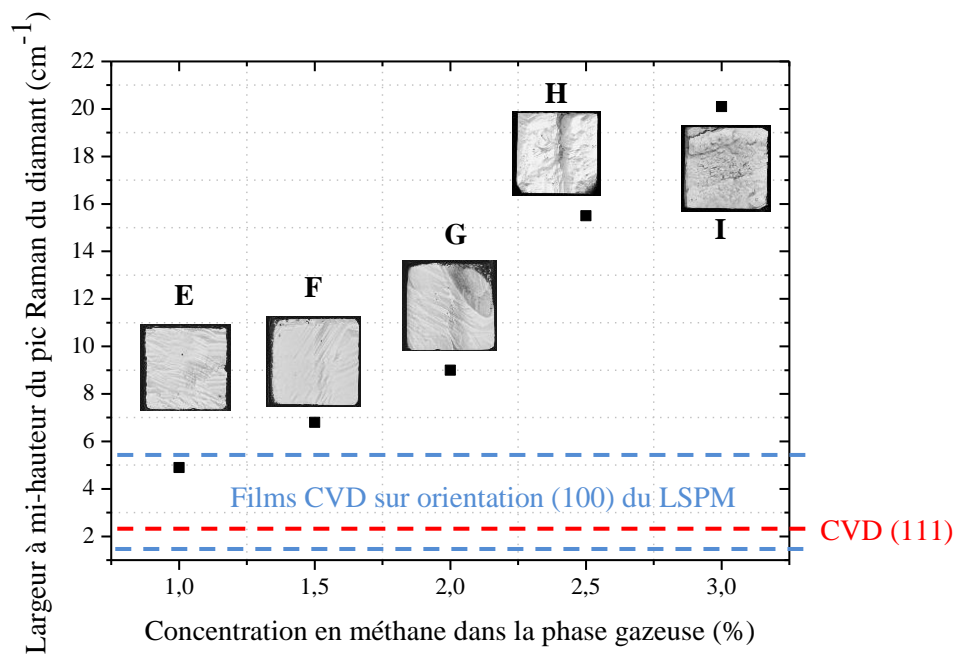 Largeur à mi-hauteur du pic Raman du diamant (cm-1)
22
20
18
16
14
12
10
8
6
4
2
E
F
G
H
I
Films CVD sur orientation (100) du LSPM
CVD (111)
1,0
1,5
2,0
2,5
3,0
Concentration en méthane dans la phase gazeuse (%)